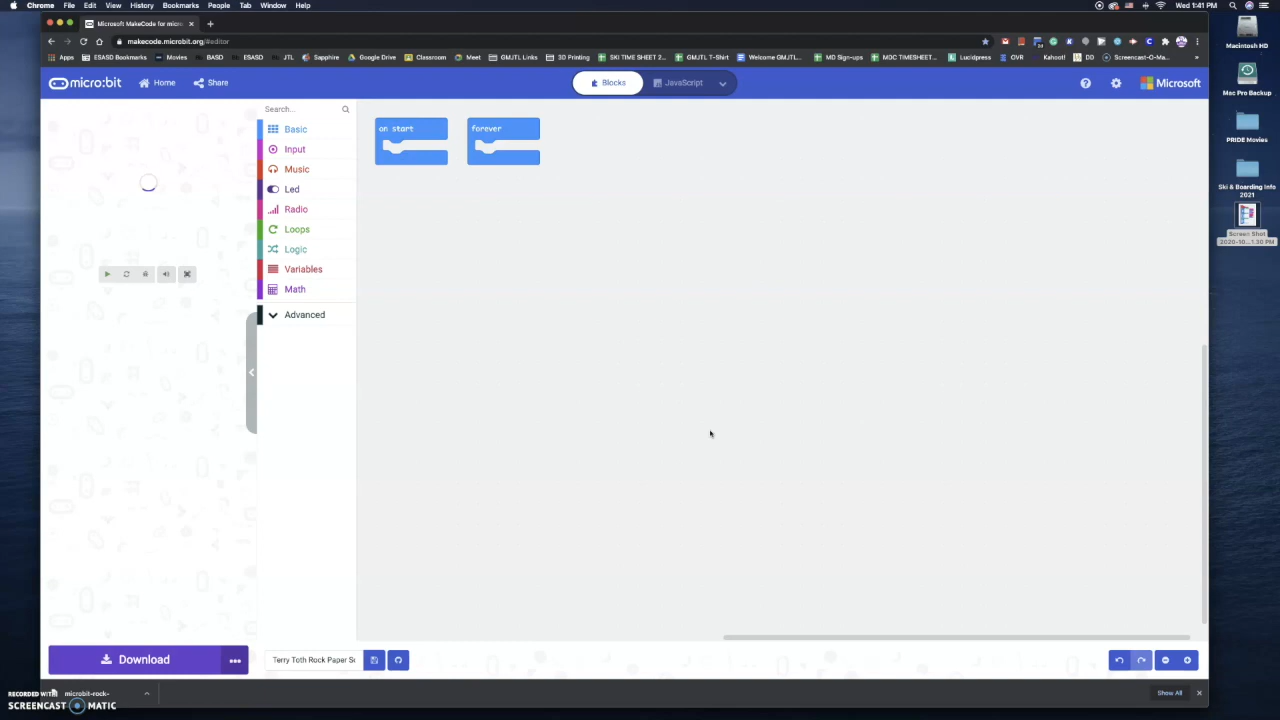 Chrome File Edit View History Bookmarks People Tab Window Help Wed 1:41 PM
Microsoft MakeCode for micro
makecode.microbit.org/#editor
Apps ESASD Bookmarks Movies BASD ESASD JTL Sapphire Google Drive Classroom Meet GMJTL Links 3D Printing SKI TIME SHEET 2... GMJTL T-Shirt Welcome GMJTL... MD Sign-ups MOC TIMESHEET... Lucidpress OVR Kahoot! DD Screencast-O-Ma... »
micro:bit Home Share Blocks JavaScript Microsoft
Search...
Basic
Input
Music
Led
Radio
Loops
Logic
Variables
Math
Advanced
on start forever
Download ••• Terry Toth Rock Paper Sc
microbit-rock- Show All
RECORDED WITH
SCREENCAST MATIC
Macintosh HD
Mac Pro Backup
PRIDE Movies
Ski & Boarding Info
2021
Screen Shot
2020-10...1.30 PM